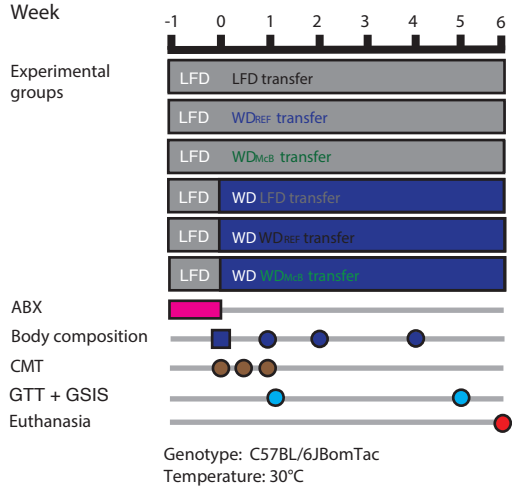 Week
-1 0 1 2 3 4 5 6
Experimental
groups
LFD LFD transfer
LFD WDREF transfer
LFD WDMcB transfer
LFD WD LFD transfer
LFD WD WDREF transfer
LFD WD WDMcB transfer
ABX
Body composition
CMT
GTT + GSIS
Euthanasia
Genotype: C57BL/6JBomTac
Temperature: 30°C